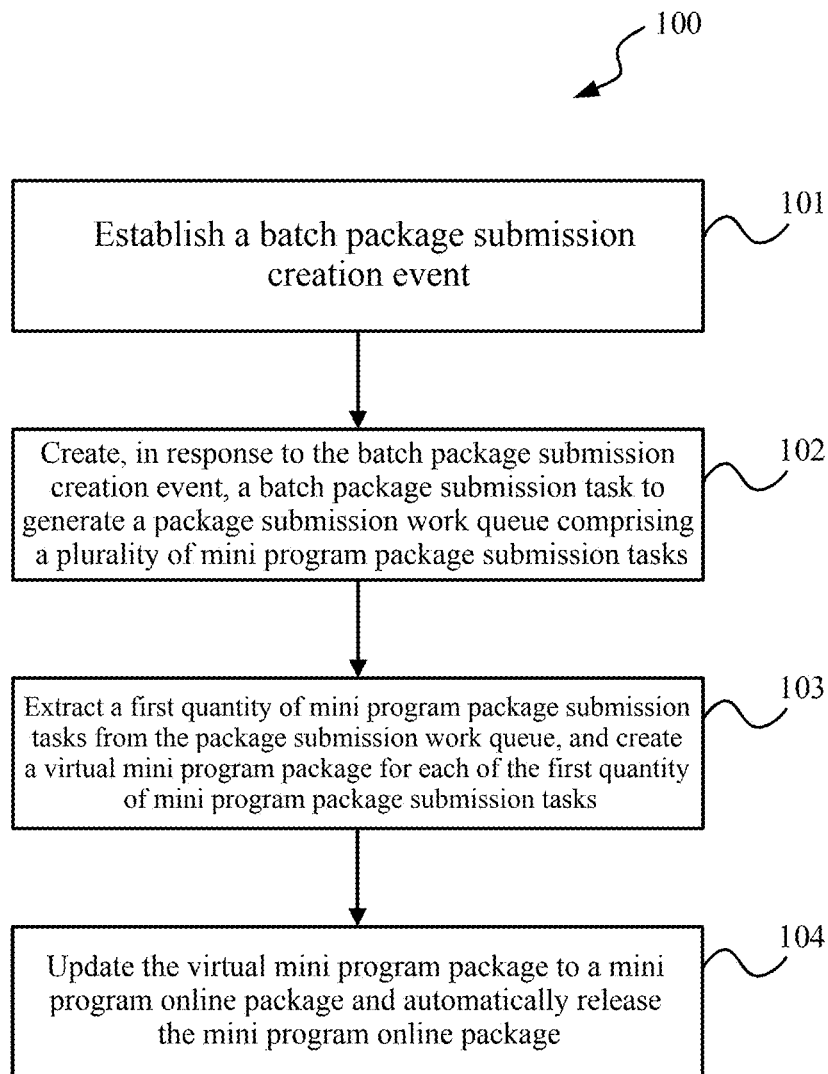 100
101
Establish a batch package submission
creation event
102
Create, in response to the batch package submission
creation event, a batch package submission task to
generate a package submission work queue comprising
a plurality of mini program package submission tasks
103
Extract a first quantity of mini program package submission
tasks from the package submission work queue, and create
a virtual mini program package for each of the first quantity
of mini program package submission tasks
104
Update the virtual mini program package to a mini
program online package and automatically release
the mini program online package